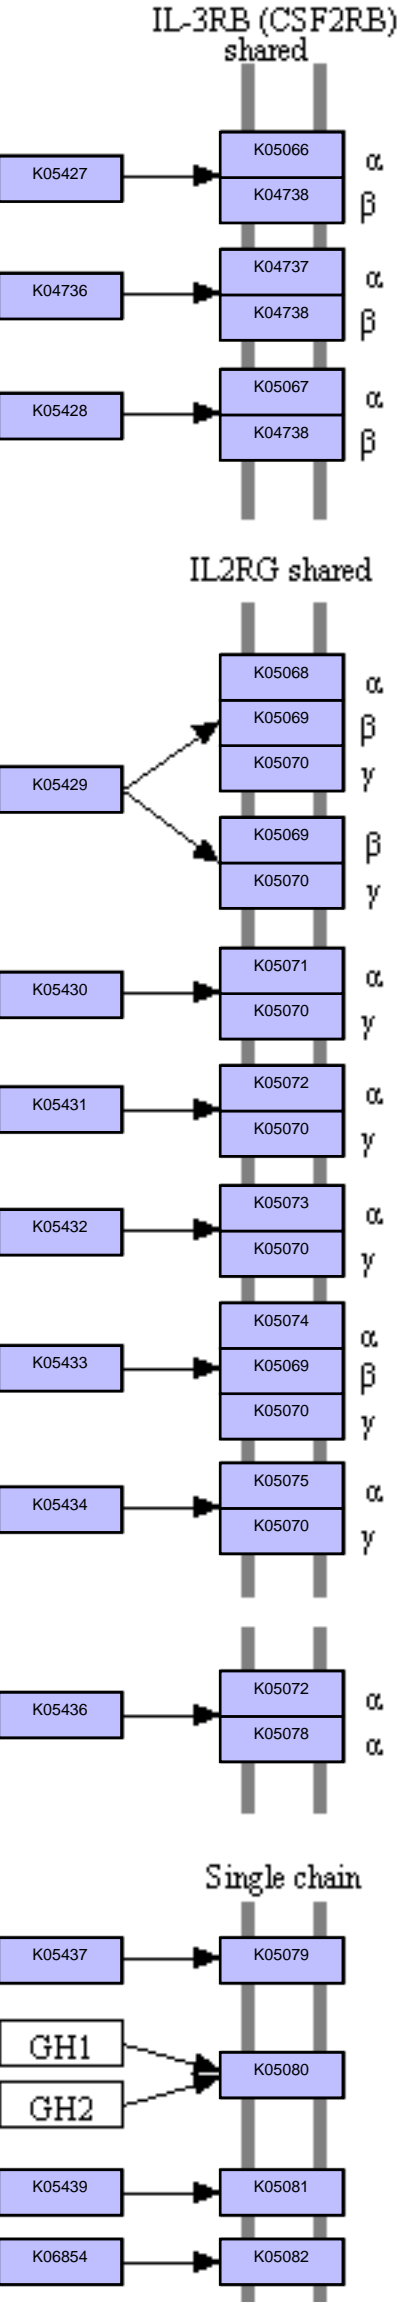 IL-3RB (CSF2RB)
shared
K05427
K05066
α
K04738
β
K04736
K04737
α
K04738
β
K05428
K05067
α
K04738
β
IL2RG shared
K05429
K05068
α
K05069
β
K05070
γ
K05069
β
K05070
γ
K05430
K05071
α
K05070
γ
K05431
K05072
α
K05070
γ
K05432
K05073
α
K05070
γ
K05433
K05074
α
K05069
β
K05070
γ
K05434
K05075
α
K05070
γ
K05436
K05072
α
K05078
α
Single chain
K05437
K05079
GH1
GH2
K05080
K05439
K05081
K06854
K05082